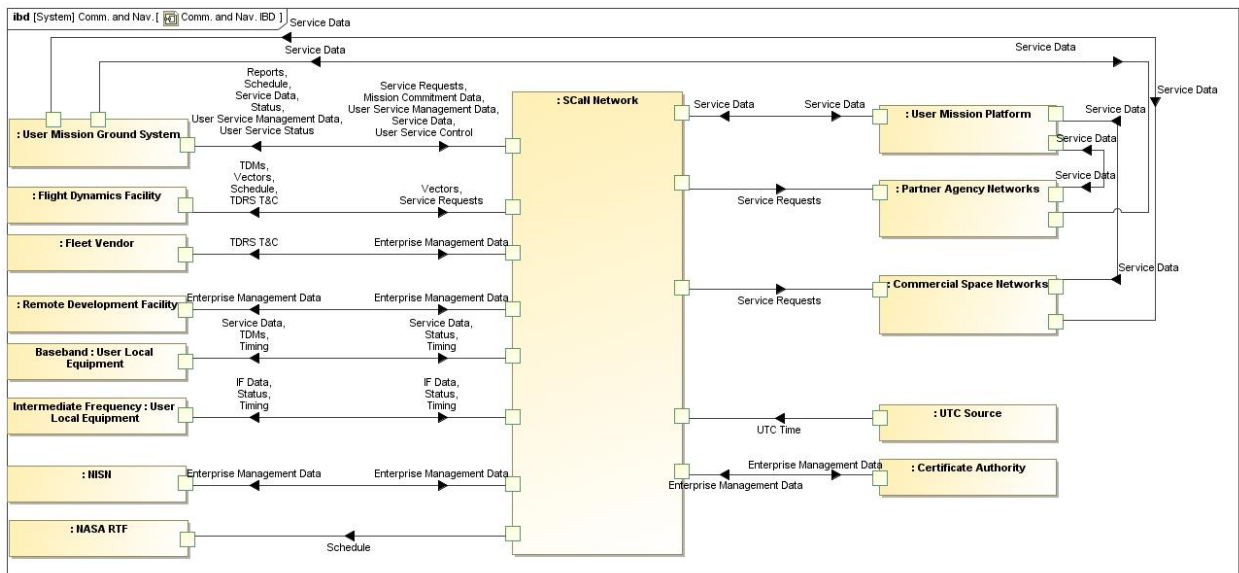 ibd [System] Comm. and Nav. [ Comm. and Nav. IBD ]
Service Data
Service Data
Service Data
Reports,
Schedule,
Service Data,
Status,
User Service Management Data,
User Service Status
Service Requests,
Mission Commitment Data,
User Service Management Data,
Service Data,
User Service Control
: SCaN Network
Service Data
Service Data
Service Data
: User Mission Ground System
: User Mission Platform
Service Data
Service Data
TDMs,
Vectors,
Schedule,
TDRS T&C
Vectors,
Service Requests
: Flight Dynamics Facility
Service Requests
: Partner Agency Networks
Service Data
: Fleet Vendor
TDRS T&C
Enterprise Management Data
Service Data
: Remote Development Facility
Enterprise Management Data
Enterprise Management Data
Service Requests
: Commercial Space Networks
Service Data,
TDMs,
Timing
Service Data,
Status,
Timing
Baseband : User Local
Equipment
IF Data,
Status,
Timing
IF Data,
Status,
Timing
Intermediate Frequency : User
Local Equipment
UTC Time
: UTC Source
: NISN
Enterprise Management Data
Enterprise Management Data
Enterprise Management Data
Enterprise Management Data
: Certificate Authority
: NASA RTF
Schedule